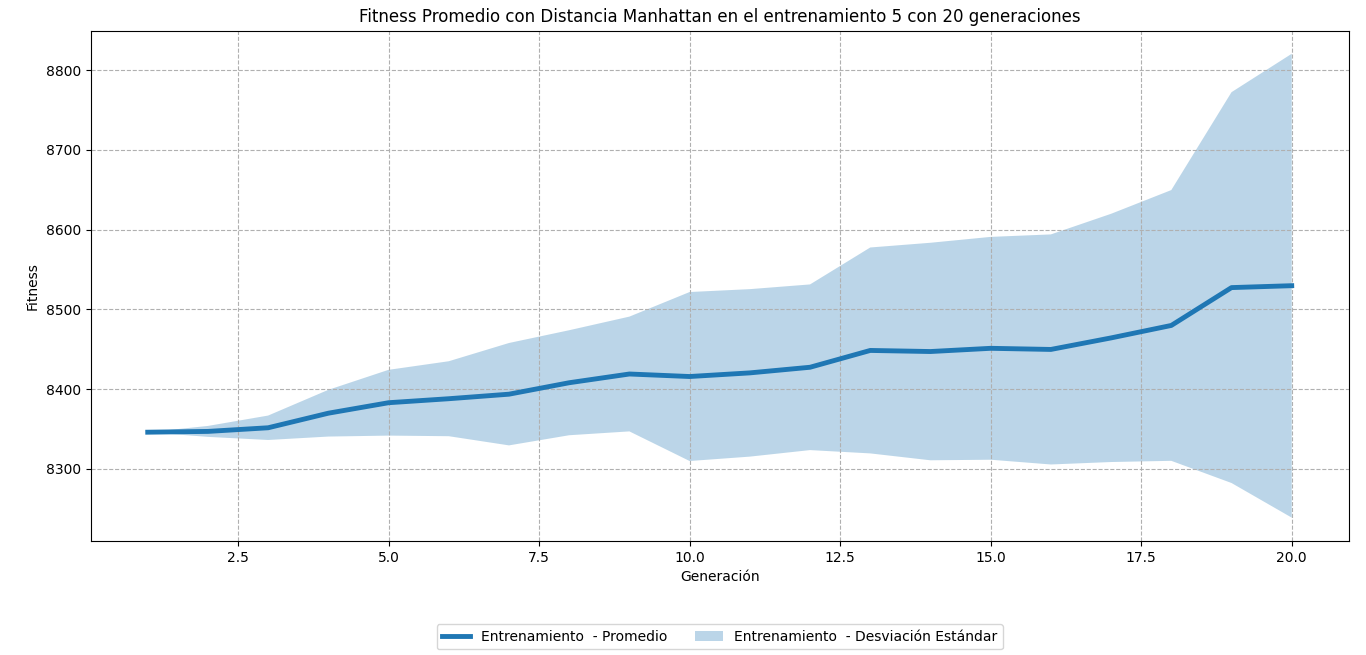 Fitness Promedio con Distancia Manhattan en el entrenamiento 5 con 20 generaciones
8800
8700
8600
8500
8400
8300
Fitness
2.5
5.0
7.5
10.0
12.5
15.0
17.5
20.0
Generación
Entrenamiento  - Promedio
Entrenamiento  - Desviación Estándar